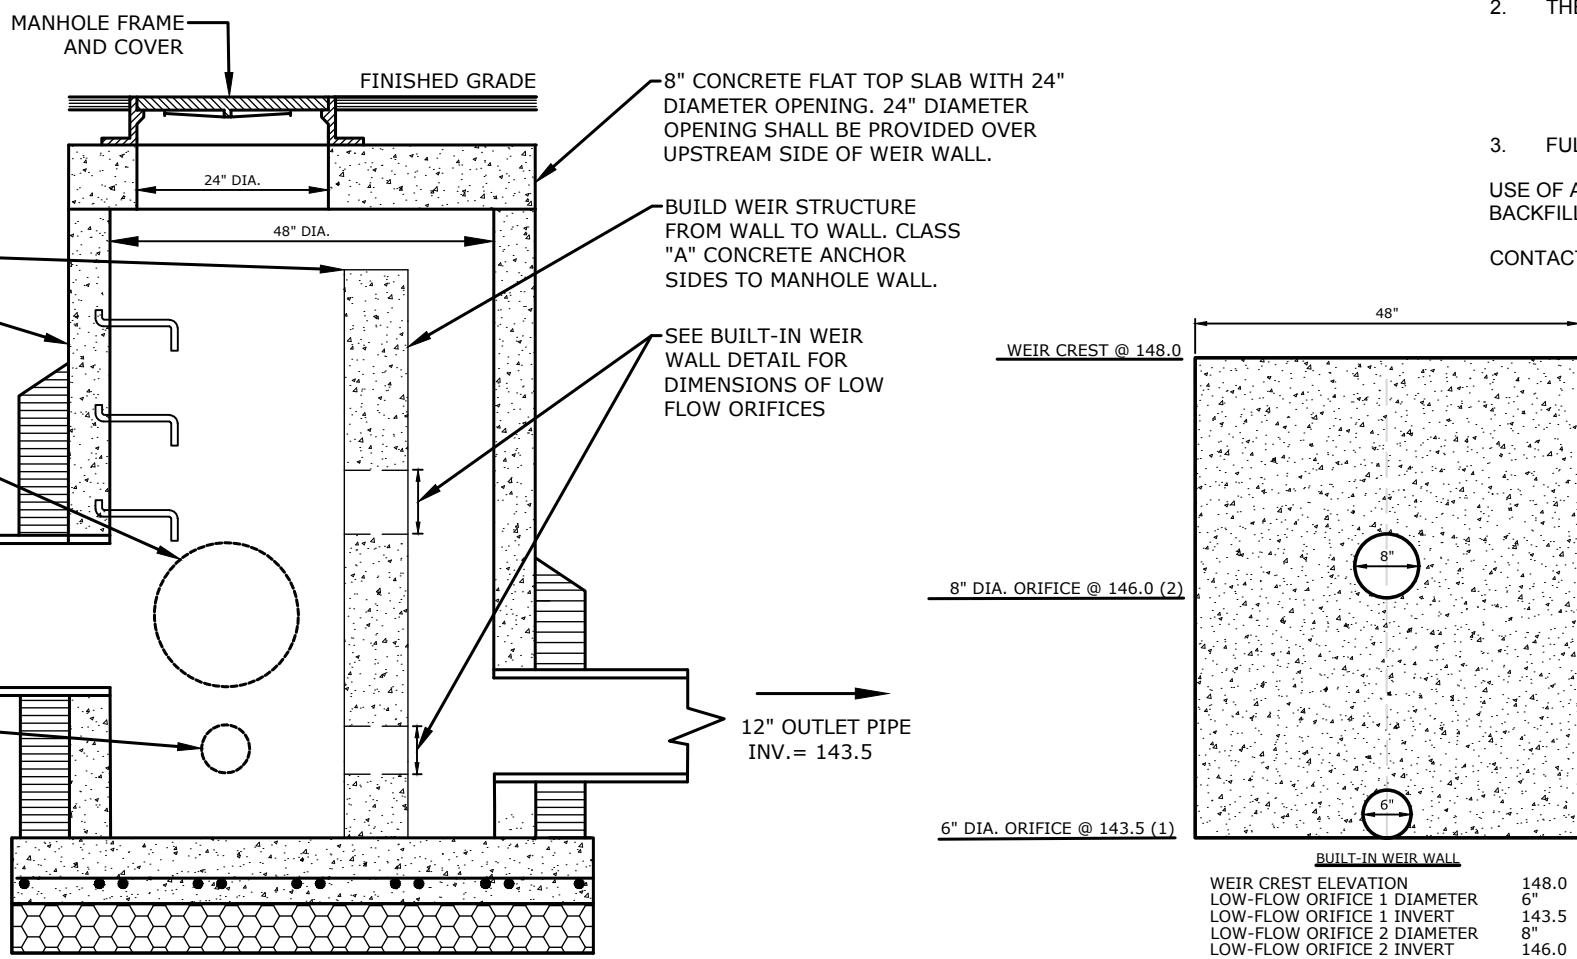 MANHOLE FRAME
AND COVER
FINISHED GRADE
8" CONCRETE FLAT TOP SLAB WITH 24"
DIAMETER OPENING. 24" DIAMETER
OPENING SHALL BE PROVIDED OVER
UPSTREAM SIDE OF WEIR WALL.
24" DIA.
48" DIA.
BUILD WEIR STRUCTURE
FROM WALL TO WALL. CLASS
"A" CONCRETE ANCHOR
SIDES TO MANHOLE WALL.
SEE BUILT-IN WEIR
WALL DETAIL FOR
DIMENSIONS OF LOW
FLOW ORIFICES
12" OUTLET PIPE
INV.= 143.5
2.
3.
USE OF
48"
WEIR CREST @ 148.0
8" DIA. ORIFICE @ 146.0 (2)
8"
6" DIA. ORIFICE @ 143.5 (1)
6"
BUILT-IN WEIR WALL
WEIR CREST ELEVATION 148.0
LOW-FLOW ORIFICE 1 DIAMETER 6"
LOW-FLOW ORIFICE 1 INVERT 143.5
LOW-FLOW ORIFICE 2 DIAMETER 8"
LOW-FLOW ORIFICE 2 INVERT 146.0